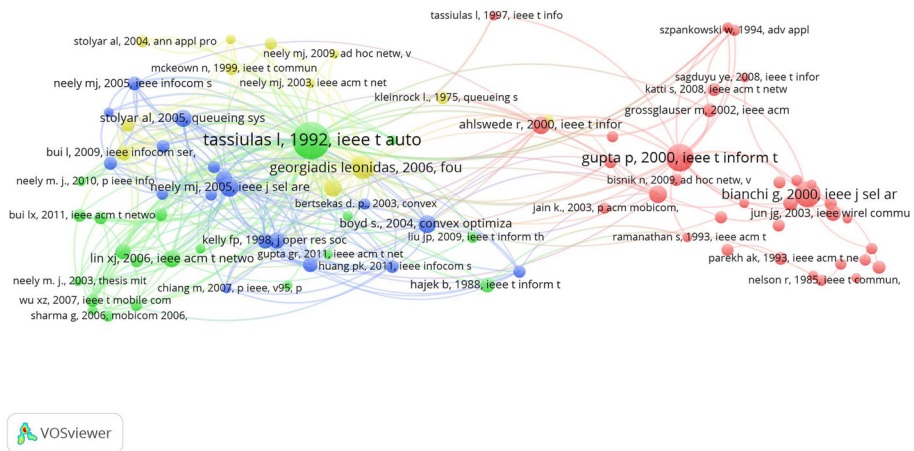 tassiulas l, 1997, ieee t info
szpankowski w, 1994, adv appl
stolyar al, 2004, ann appl pro
neely mj, 2009, ad hoc netw, v
mckeown n, 1999, ieee t commun
sagduyu ye, 2008, ieee t infor
neely mj, 2005, ieee infocom s
neely mj, 2003, ieee acm t net
katti s, 2008, ieee acm t netw
kleinrock l., 1975, queueing s
grossglauser m, 2002, ieee acm
stolyar al, 2005, queueing sys
ahlswede r, 2000, ieee t infor
tassiulas l, 1992, ieee t auto
bui l, 2009, ieee infocom ser,
gupta p, 2000, ieee t inform t
georgiadis leonidas, 2006, fou
bisnik n, 2009, ad hoc netw, v
neely m. j., 2010, p ieee info
neely mj, 2005, ieee j sel are
bianchi g, 2000, ieee j sel ar
bertsekas d. p., 2003, convex
jain k., 2003, p acm mobicom,
jun jg, 2003, ieee wirel commu
bui lx, 2011, ieee acm t netwo
boyd s., 2004, convex optimiza
liu jp, 2009, ieee t inform th
ramanathan s, 1993, ieee acm t
kelly fp, 1998, j oper res soc
gupta gr, 2011, ieee acm t net
parekh ak, 1993, ieee acm t ne
lin xj, 2006, ieee acm t netwo
huang pk, 2011, ieee infocom s
neely m. j., 2003, thesis mit
chiang m, 2007, p ieee, v95, p
hajek b, 1988, ieee t inform t
nelson r, 1985, ieee t commun,
wu xz, 2007, ieee t mobile com
sharma g, 2006, mobicom 2006,
VOSviewer